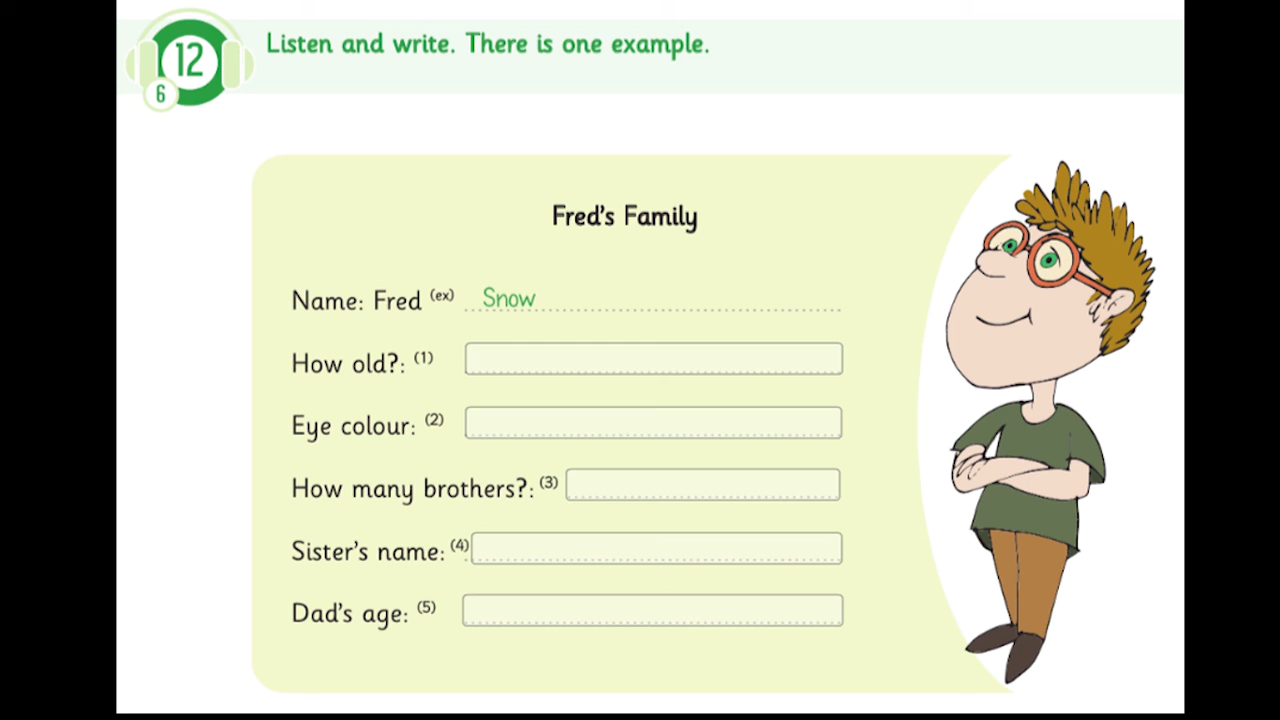 12
6
Listen and write. There is one example.
Fred's Family
Name: Fred (ex) Snow
How old?: (1)
Eye colour: (2)
How many brothers?: (3)
Sister's name: (4)
Dad's age: (5)